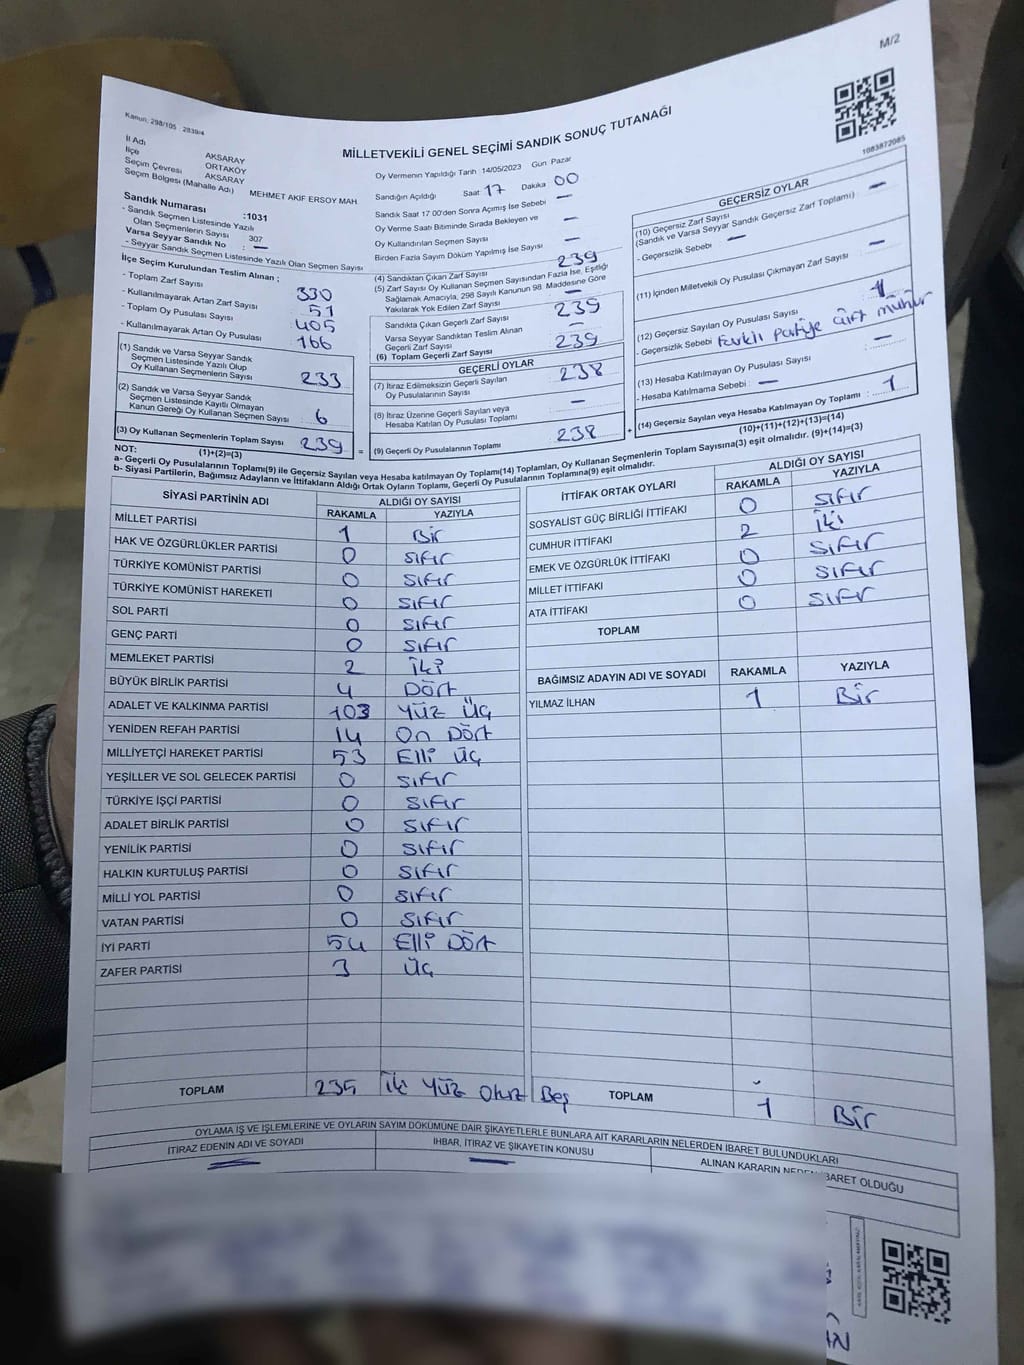 M/2
Kanun: 298/105 2839/4
1083872085
MİLLETVEKİLİ GENEL SEÇİMİ SANDIK SONUÇ TUTANAĞI
İl Adı AKSARAY
İlçe ORTAKÖY
Seçim Çevresi AKSARAY
Seçim Bölgesi (Mahalle Adı) MEHMET AKIF ERSOY MAH.
Sandık Numarası :1031
- Sandık Seçmen Listesinde Yazılı
Olan Seçmenlerin Sayısı 307
Varsa Seyyar Sandık No : —
- Seyyar Sandık Seçmen Listesinde Yazılı Olan Seçmen Sayısı
İlçe Seçim Kurulundan Teslim Alınan ;
- Toplam Zarf Sayısı 330
- Kullanılmayarak Artan Zarf Sayısı 51
- Toplam Oy Pusulası Sayısı 405
- Kullanılmayarak Artan Oy Pusulası 166
(1) Sandık ve Varsa Seyyar Sandık
Seçmen Listesinde Yazılı Olup
Oy Kullanan Seçmenlerin Sayısı 233
(2) Sandık ve Varsa Seyyar Sandık
Seçmen Listesinde Kayıtlı Olmayan
Kanun Gereği Oy Kullanan Seçmen Sayısı : 6
(3) Oy Kullanan Seçmenlerin Toplam Sayısı 239
(1)+(2)=(3)
Oy Vermenin Yapıldığı Tarih 14/05/2023 Gün Pazar
Sandığın Açıldığı Saat 17 Dakika 00
Sandık Saat 17 00'den Sonra Açımış İse Sebebi —
Oy Verme Saati Bitiminde Sırada Bekleyen ve
Oy Kullandırılan Seçmen Sayısı —
Birden Fazla Sayım Döküm Yapılmış İse Sayısı —
(4) Sandıktan Çıkan Zarf Sayısı 239
(5) Zarf Sayısı Oy Kullanan Seçmen Sayısından Fazla İse, Eşitliği
Sağlamak Amacıyla, 298 Sayılı Kanunun 98. Maddesine Göre
Yakılarak Yok Edilen Zarf Sayısı —
Sandıkta Çıkan Geçerli Zarf Sayısı 239
Varsa Seyyar Sandıktan Teslim Alınan
Geçerli Zarf Sayısı —
(6) Toplam Geçerli Zarf Sayısı 239
GEÇERLİ OYLAR
(7) İtiraz Edilmeksizin Geçerli Sayılan
Oy Pusulalarının Sayısı 238
(8) İtiraz Üzerine Geçerli Sayılan veya
Hesaba Katılan Oy Pusulası Toplamı —
= (9) Geçerli Oy Pusulalarının Toplamı 238 +
GEÇERSİZ OYLAR
(10) Geçersiz Zarf Sayısı —
(Sandık ve Varsa Seyyar Sandık Geçersiz Zarf Toplamı) :
- Geçersizlik Sebebi : —
(11) İçinden Milletvekili Oy Pusulası Çıkmayan Zarf Sayısı —
(12) Geçersiz Sayılan Oy Pusulası Sayısı 1
- Geçersizlik Sebebi farklı partiye çift mühür
(13) Hesaba Katılmayan Oy Pusulası Sayısı —
- Hesaba Katılmama Sebebi : —
(14) Geçersiz Sayılan veya Hesaba Katılmayan Oy Toplamı : 1
(10)+(11)+(12)+(13)=(14)
NOT:
a- Geçerli Oy Pusulalarının Toplamı(9) ile Geçersiz Sayılan veya Hesaba katılmayan Oy Toplamı(14) Toplamları, Oy Kullanan Seçmenlerin Toplam Sayısına(3) eşit olmalıdır. (9)+(14)=(3)
b- Siyasi Partilerin, Bağımsız Adayların ve İttifakların Aldığı Ortak Oyların Toplamı, Geçerli Oy Pusulalarının Toplamına(9) eşit olmalıdır.
SİYASİ PARTİNİN ADI ALDIĞI OY SAYISI
RAKAMLA YAZIYLA
MİLLET PARTİSİ 1 Bir
HAK VE ÖZGÜRLÜKLER PARTİSİ 0 sıfır
TÜRKİYE KOMÜNİST PARTİSİ 0 sıfır
TÜRKİYE KOMÜNİST HAREKETİ 0 sıfır
SOL PARTİ 0 sıfır
GENÇ PARTİ 0 sıfır
MEMLEKET PARTİSİ 2 İki
BÜYÜK BİRLİK PARTİSİ 4 Dört
ADALET VE KALKINMA PARTİSİ 103 Yüz Üç
YENİDEN REFAH PARTİSİ 14 On Dört
MİLLİYETÇİ HAREKET PARTİSİ 53 Elli Üç
YEŞİLLER VE SOL GELECEK PARTİSİ 0 sıfır
TÜRKİYE İŞÇİ PARTİSİ 0 sıfır
ADALET BİRLİK PARTİSİ 0 sıfır
YENİLİK PARTİSİ 0 sıfır
HALKIN KURTULUŞ PARTİSİ 0 sıfır
MİLLİ YOL PARTİSİ 0 sıfır
VATAN PARTİSİ 0 sıfır
İYİ PARTİ 54 Elli Dört
ZAFER PARTİSİ 3 Üç
TOPLAM 235 İki Yüz Otuz Beş
İTTİFAK ORTAK OYLARI ALDIĞI OY SAYISI
RAKAMLA YAZIYLA
SOSYALİST GÜÇ BİRLİĞİ İTTİFAKI 0 sıfır
CUMHUR İTTİFAKI 2 İki
EMEK VE ÖZGÜRLÜK İTTİFAKI 0 sıfır
MİLLET İTTİFAKI 0 sıfır
ATA İTTİFAKI 0 sıfır
TOPLAM
BAĞIMSIZ ADAYIN ADI VE SOYADI RAKAMLA YAZIYLA
YILMAZ İLHAN 1 Bir
TOPLAM 1 Bir
OYLAMA İŞ VE İŞLEMLERİNE VE OYLARIN SAYIM DÖKÜMÜNE DAİR ŞİKAYETLERLE BUNLARA AİT KARARLARIN NELERDEN İBARET BULUNDUKLARI
İTİRAZ EDENİN ADI VE SOYADI İHBAR, İTİRAZ VE ŞİKAYETİN KONUSU ALINAN KARARIN NEDEN İBARET OLDUĞU
— —